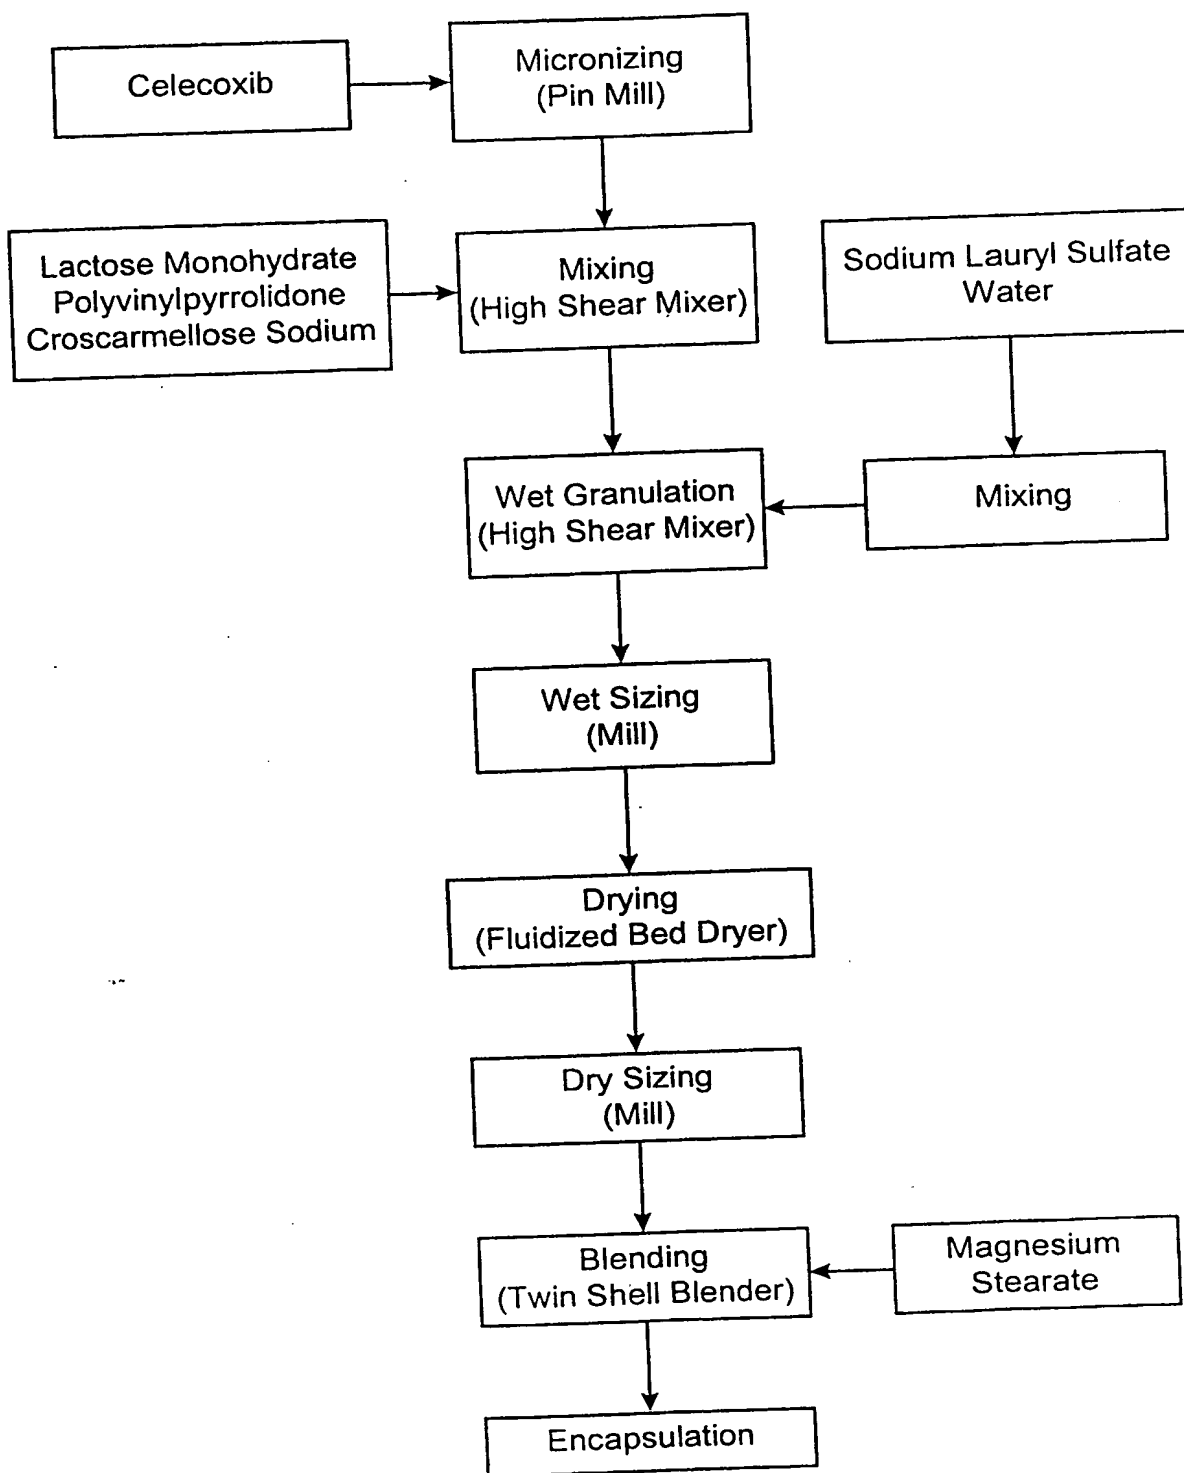 Celecoxib
Micronizing
(Pin Mill)
Lactose Monohydrate
Polyvinylpyrrolidone
Croscarmellose Sodium
Mixing
(High Shear Mixer)
Sodium Lauryl Sulfate
Water
Wet Granulation
(High Shear Mixer)
Mixing
Wet Sizing
(Mill)
Drying
(Fluidized Bed Dryer)
Dry Sizing
(Mill)
Blending
(Twin Shell Blender)
Magnesium
Stearate
Encapsulation